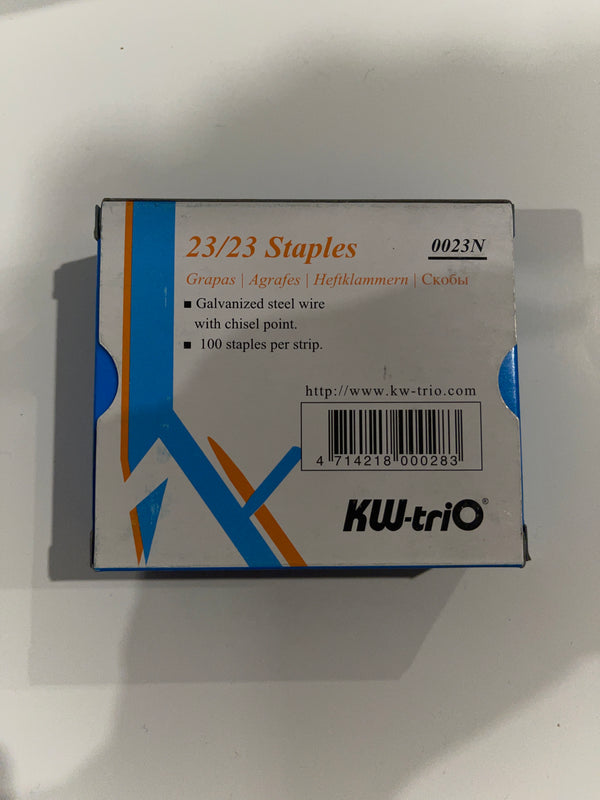 23/23 Staples
0023N
Grapas | Agrafes | Heftklammern | Скобы
■ Galvanized steel wire
with chisel point.
■ 100 staples per strip.
http://www.kw-trio.com
4 714218 000283
KW-triO®